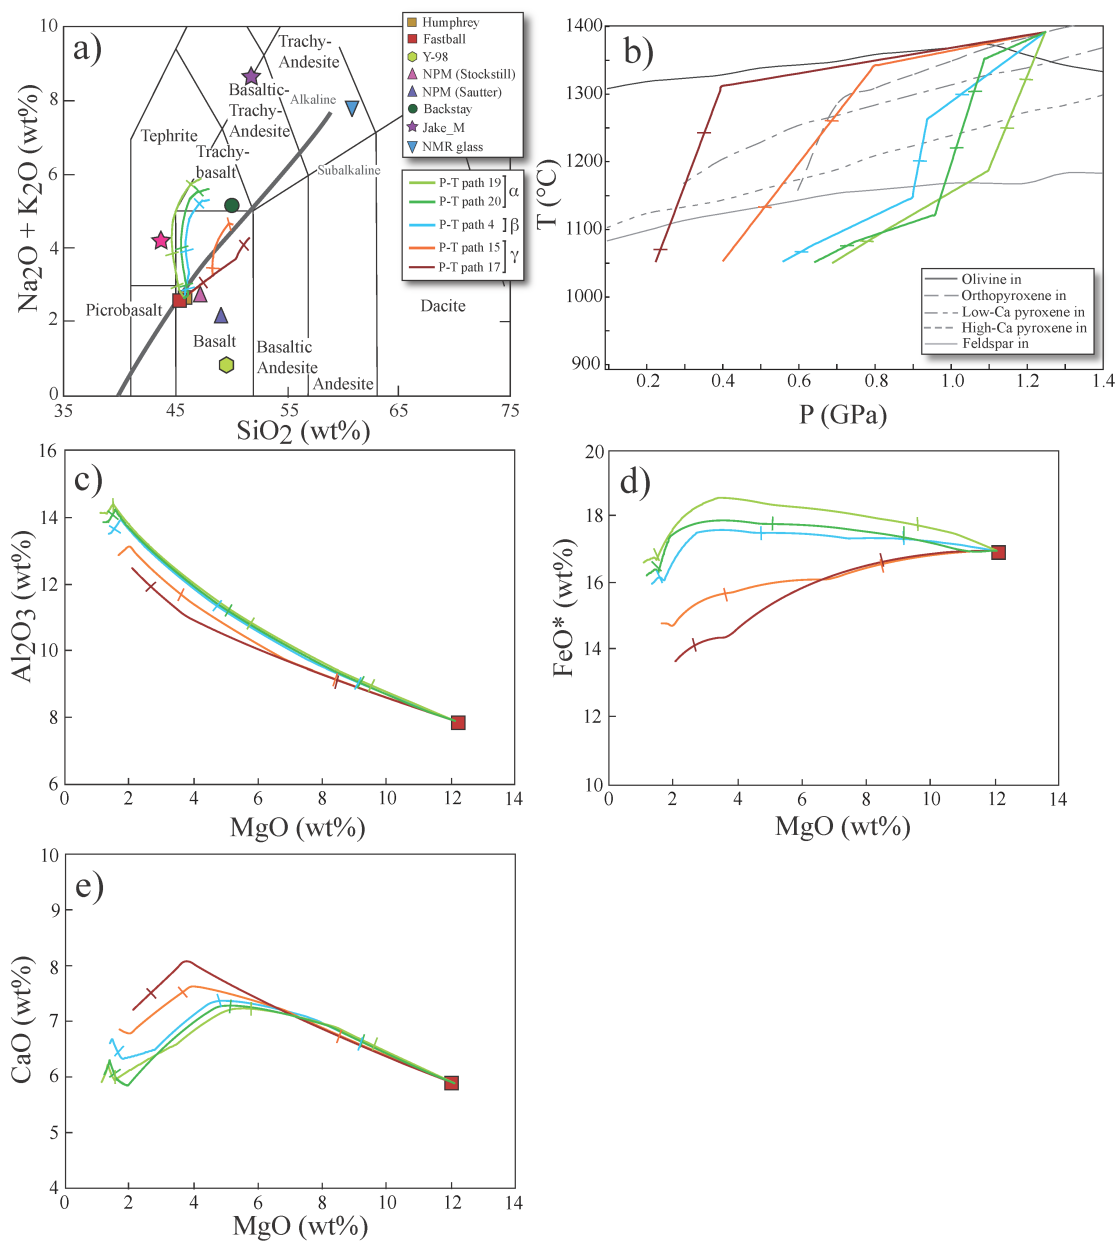 a)
10
8
6
4
2
0
Na2O + K2O (wt%)
35
45
55
65
75
SiO2 (wt%)
Trachy-
Andesite
Basaltic-
Trachy-
Andesite
Alkaline
Subalkaline
Tephrite
Trachy-
basalt
Picrobasalt
Basalt
Basaltic
Andesite
Andesite
Dacite
Humphrey
Fastball
Y-98
NPM (Stockstill)
NPM (Sautter)
Backstay
Jake_M
NMR glass
P-T path 19
P-T path 20
] α
P-T path 4 ] β
P-T path 15
P-T path 17
] γ
b)
1400
1300
1200
1100
1000
900
T (°C)
0.2
0.4
0.6
0.8
1.0
1.2
1.4
P (GPa)
Olivine in
Orthopyroxene in
Low-Ca pyroxene in
High-Ca pyroxene in
Feldspar in
c)
16
14
12
10
8
6
Al2O3 (wt%)
0
2
4
6
8
10
12
14
MgO (wt%)
d)
20
18
16
14
12
10
FeO* (wt%)
0
2
4
6
8
10
12
14
MgO (wt%)
e)
10
9
8
7
6
5
4
CaO (wt%)
0
2
4
6
8
10
12
14
MgO (wt%)